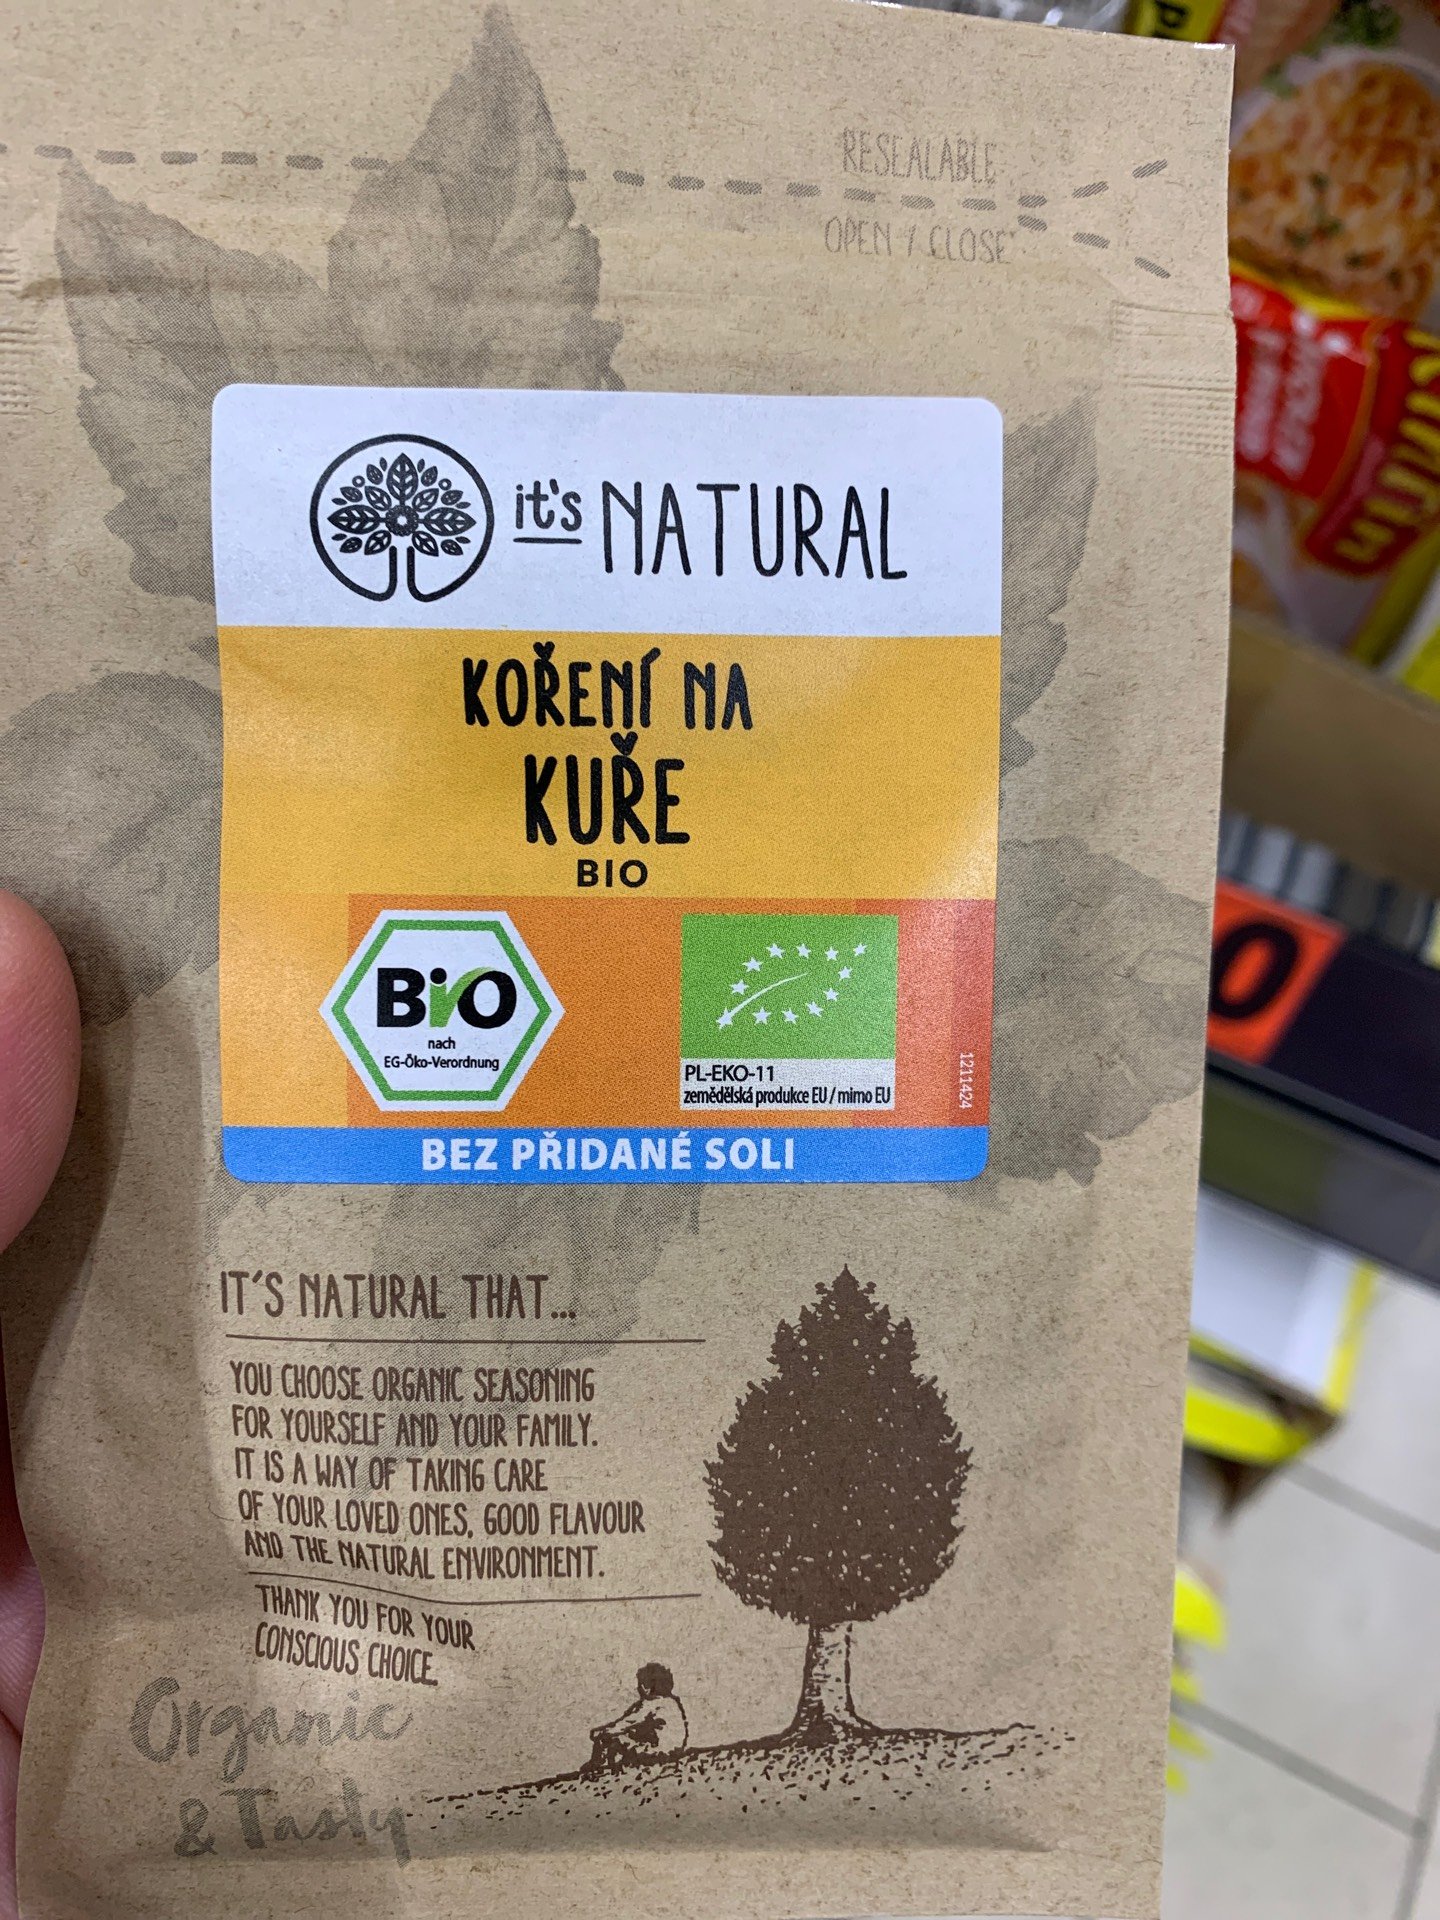 RESEALABLE
OPEN / CLOSE
it's NATURAL
KOŘENÍ NA
KUŘE
BIO
Bio
nach
EG-Öko-Verordnung
PL-EKO-11
zemědělská produkce EU / mimo EU
1211424
BEZ PŘIDANÉ SOLI
IT'S NATURAL THAT...
YOU CHOOSE ORGANIC SEASONING
FOR YOURSELF AND YOUR FAMILY.
IT IS A WAY OF TAKING CARE
OF YOUR LOVED ONES, GOOD FLAVOUR
AND THE NATURAL ENVIRONMENT.
THANK YOU FOR YOUR
CONSCIOUS CHOICE.
Organic
& Tasty